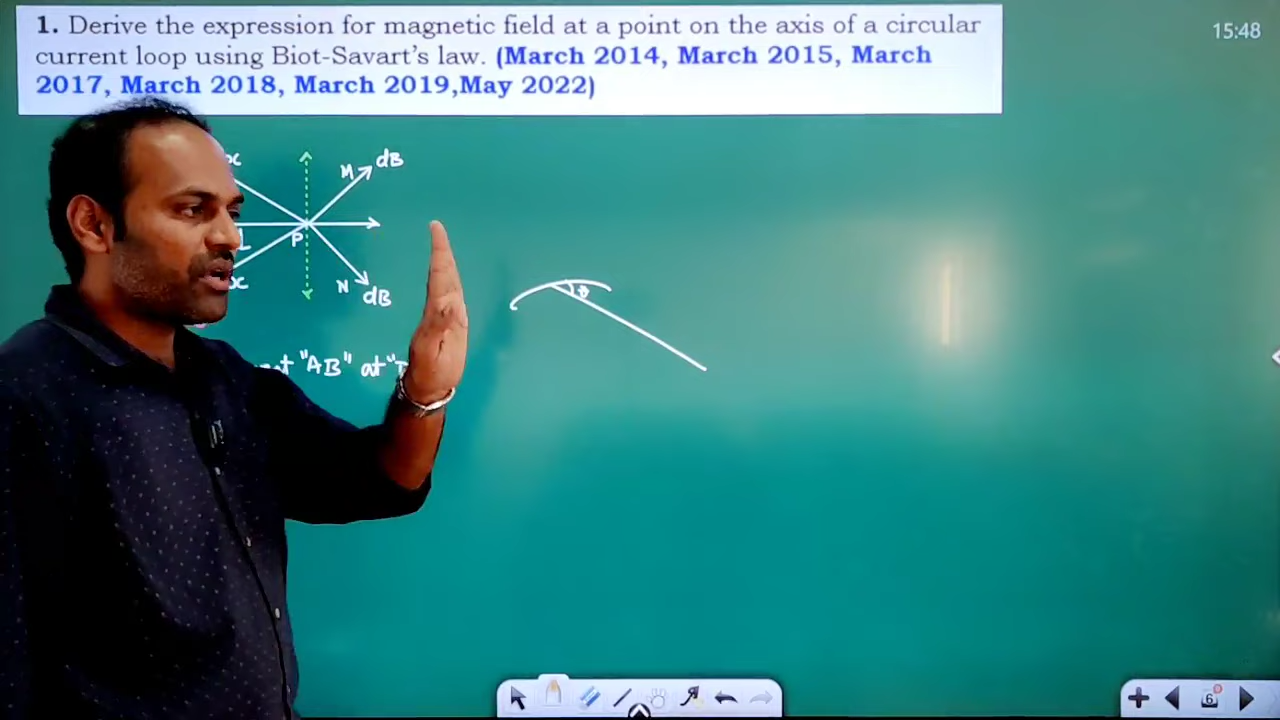 1. Derive the expression for magnetic field at a point on the axis of a circular
current loop using Biot-Savart's law. (March 2014, March 2015, March
2017, March 2018, March 2019,May 2022)
15:48
x
M
dB
P
L
x
N
dB
θ
"AB" at
6